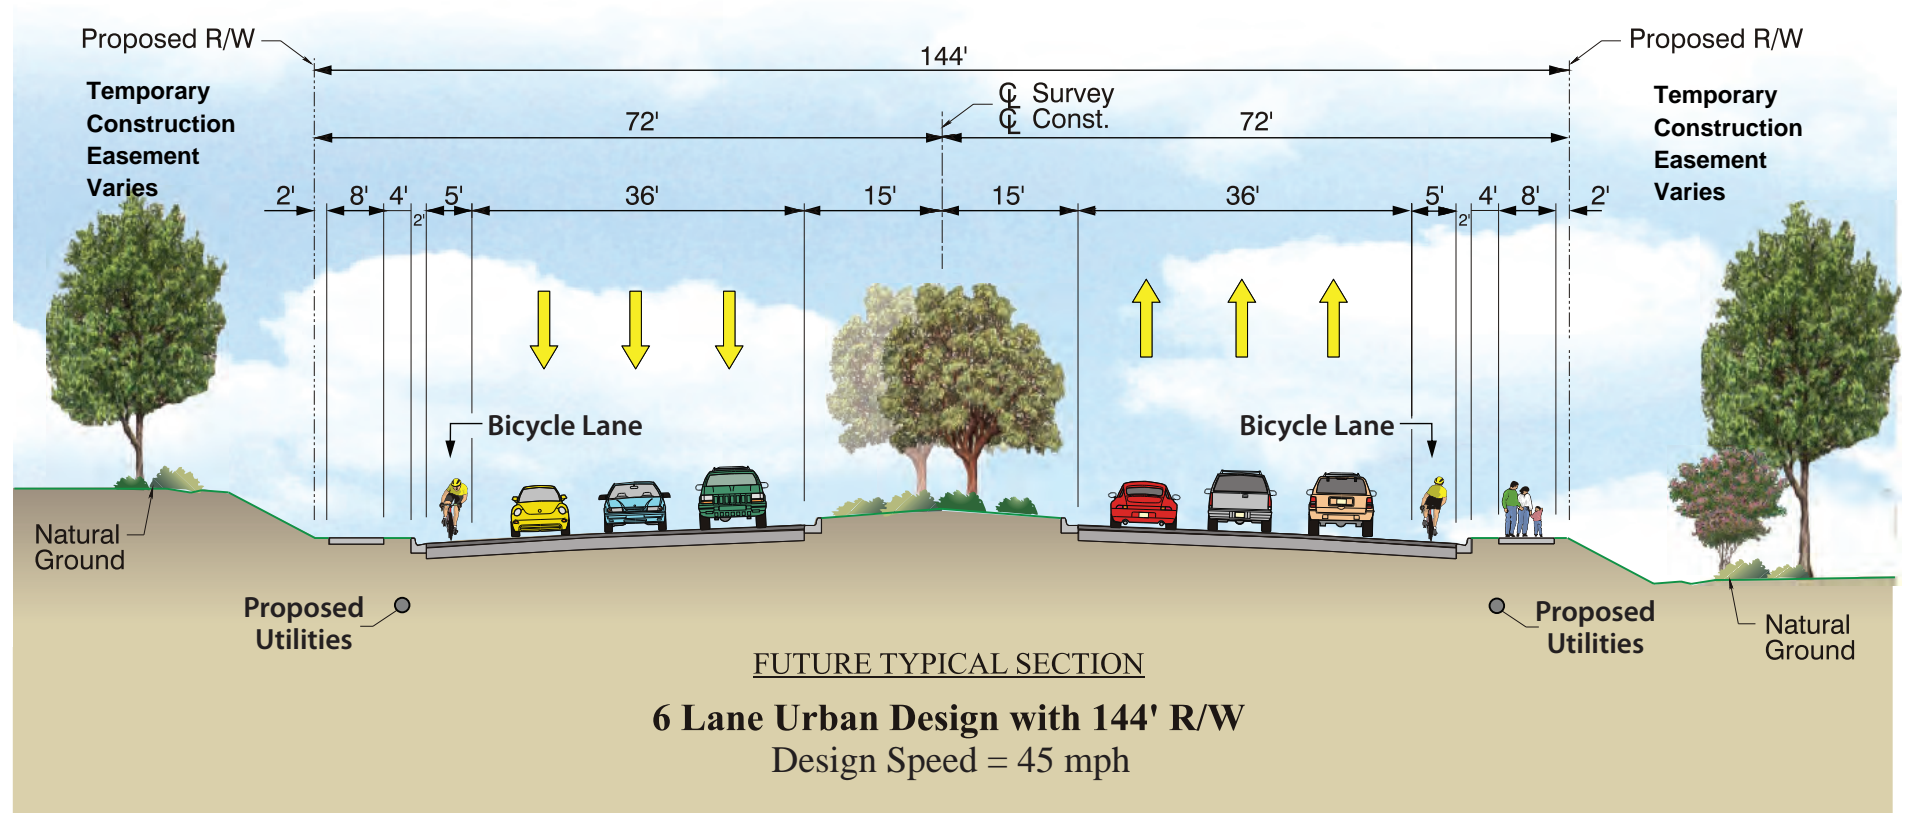 Proposed R/W
144'
Proposed R/W
Temporary
Construction
Easement
Varies
℄ Survey
℄ Const.
Temporary
Construction
Easement
Varies
72'
72'
2' 8' 4' 2' 5' 36' 15' 15' 36' 5' 2' 4' 8' 2'
Bicycle Lane
Bicycle Lane
Natural
Ground
Proposed
Utilities
Proposed
Utilities
Natural
Ground
FUTURE TYPICAL SECTION
6 Lane Urban Design with 144' R/W
Design Speed = 45 mph